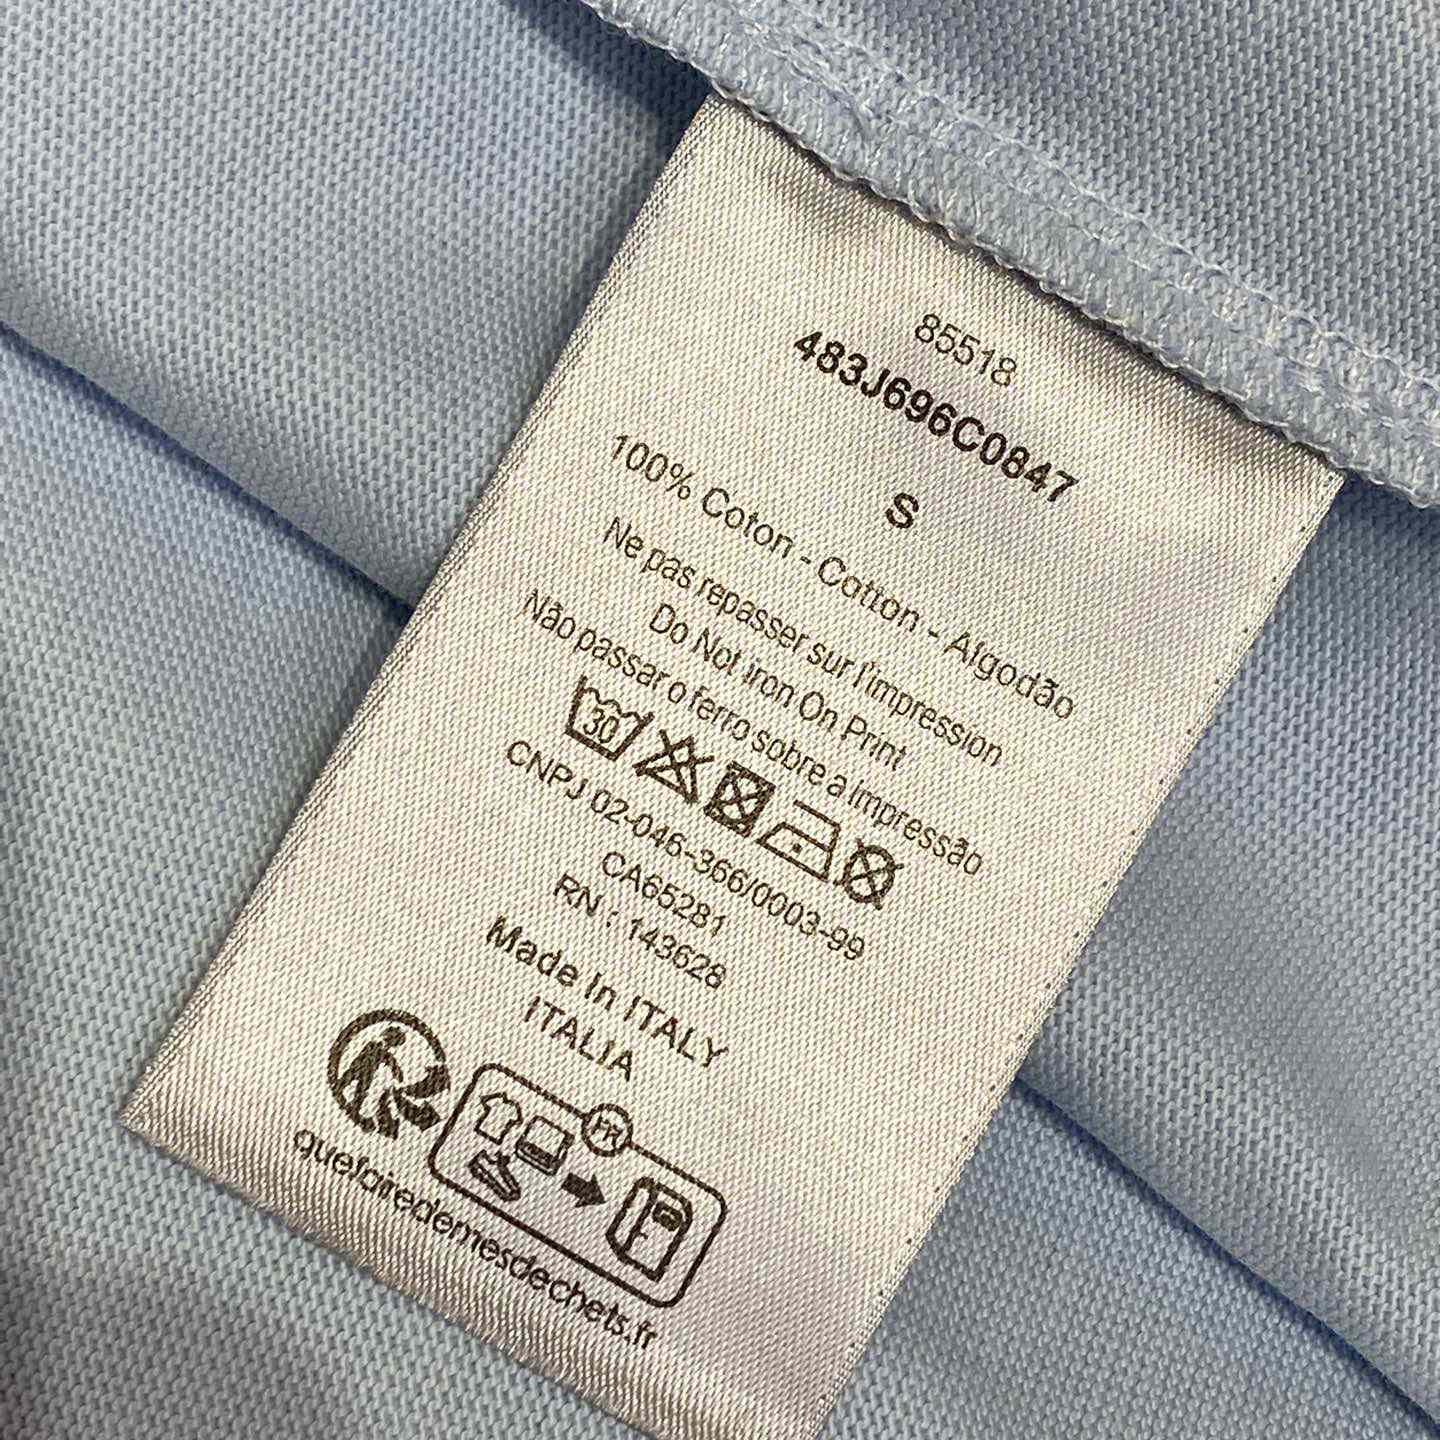 85518
483J696C0847
S
100% Coton - Cotton - Algodão
Ne pas repasser sur l'impression
Do Not Iron On Print
Não passar o ferro sobre a impressão
30
CNPJ 02-046-366/0003-99
CA65281
RN : 143628
Made In ITALY
ITALIA
FR
quefairedemesdechets.fr